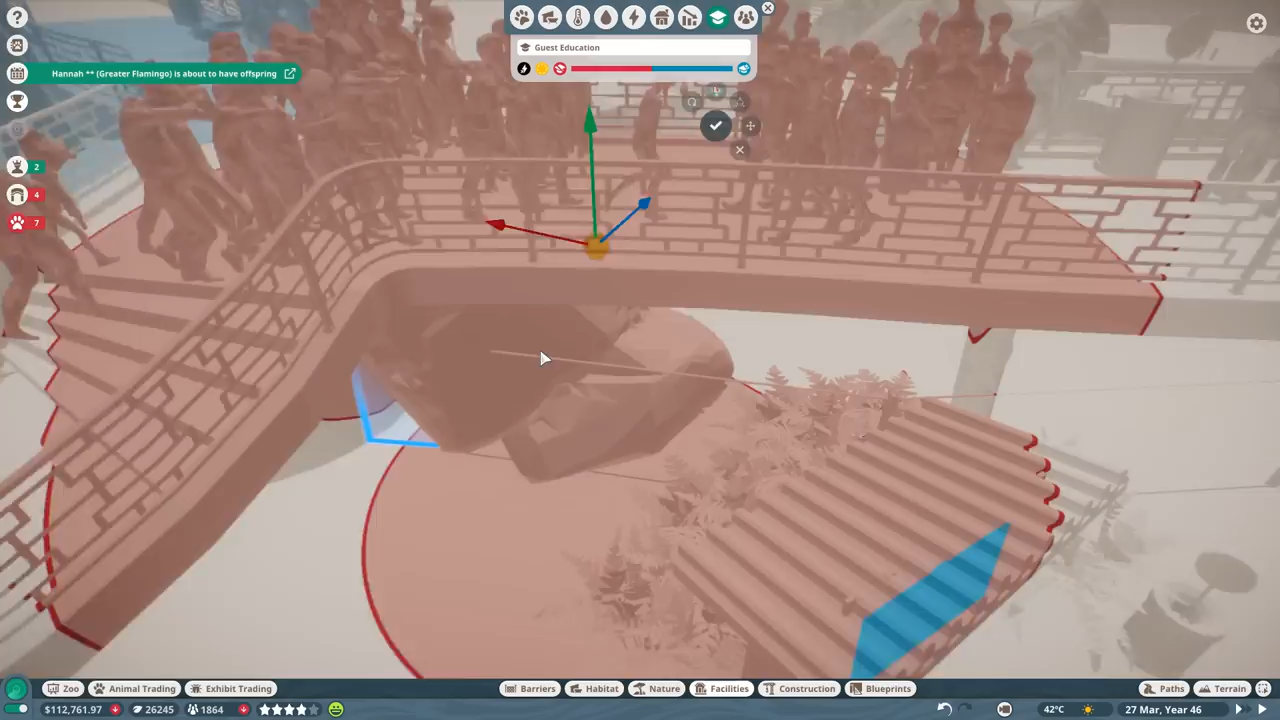 Guest Education
Hannah ** (Greater Flamingo) is about to have offspring
2
4
7
Zoo
Animal Trading
Exhibit Trading
Barriers
Habitat
Nature
Facilities
Construction
Blueprints
Paths
Terrain
$112,761.97
26245
1864
42°C
27 Mar, Year 46